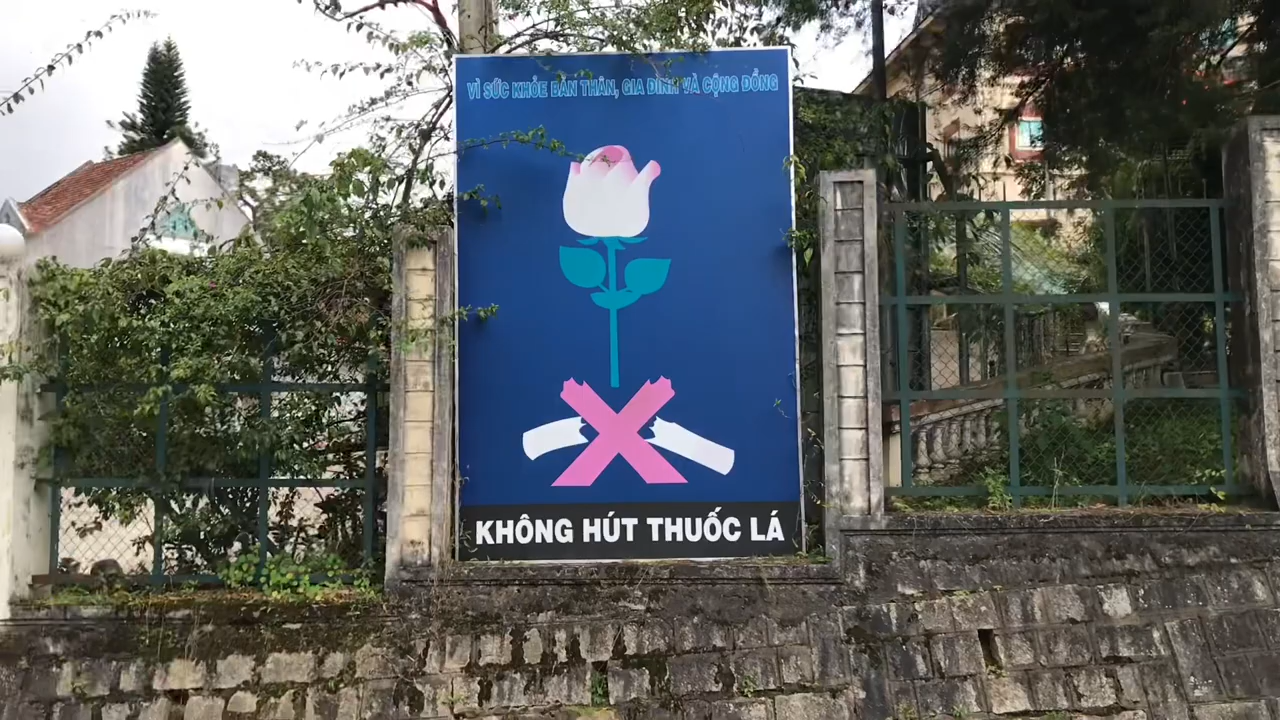 VÌ SỨC KHỎE BẢN THÂN, GIA ĐÌNH VÀ CỘNG ĐỒNG
KHÔNG HÚT THUỐC LÁ